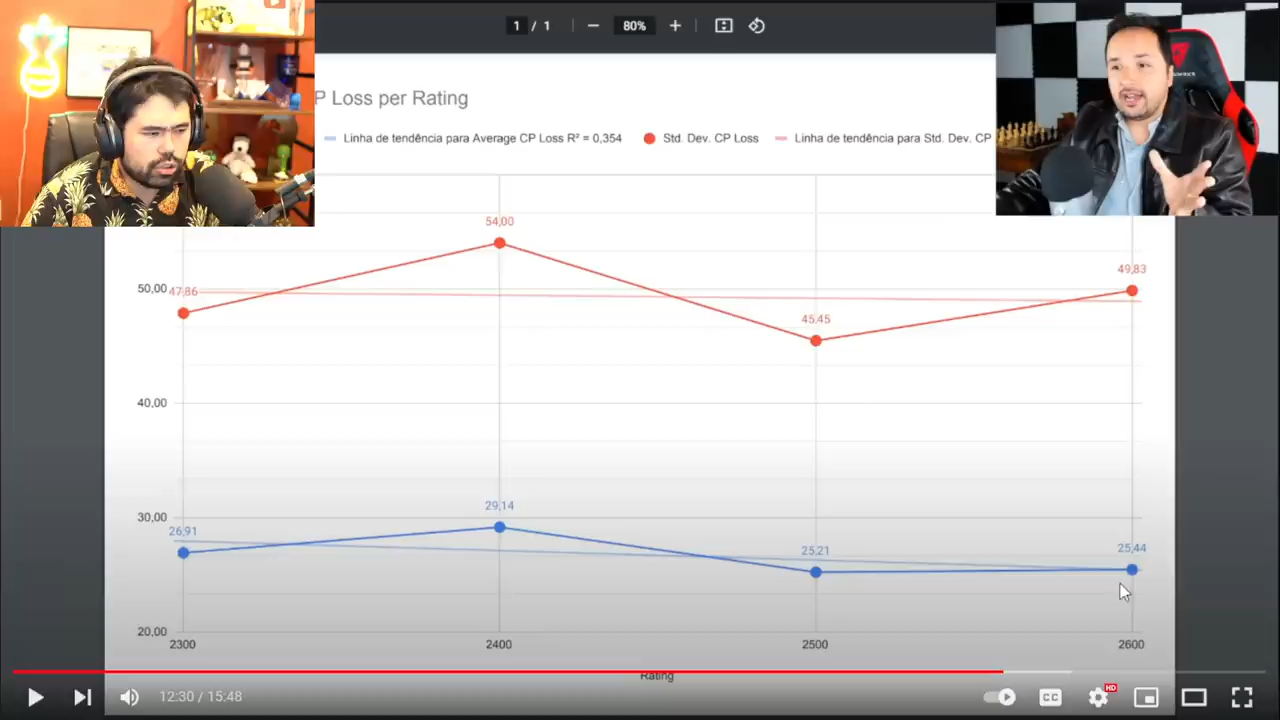 1 / 1
80%
P Loss per Rating
Linha de tendência para Average CP Loss R² = 0,354
Std. Dev. CP Loss
Linha de tendência para Std. Dev. CP
54,00
50,00
47,86
49,83
45,45
40,00
30,00
29,14
26,91
25,21
25,44
20,00
2300
2400
2500
2600
Rating
12:30 / 15:48
CC
HD